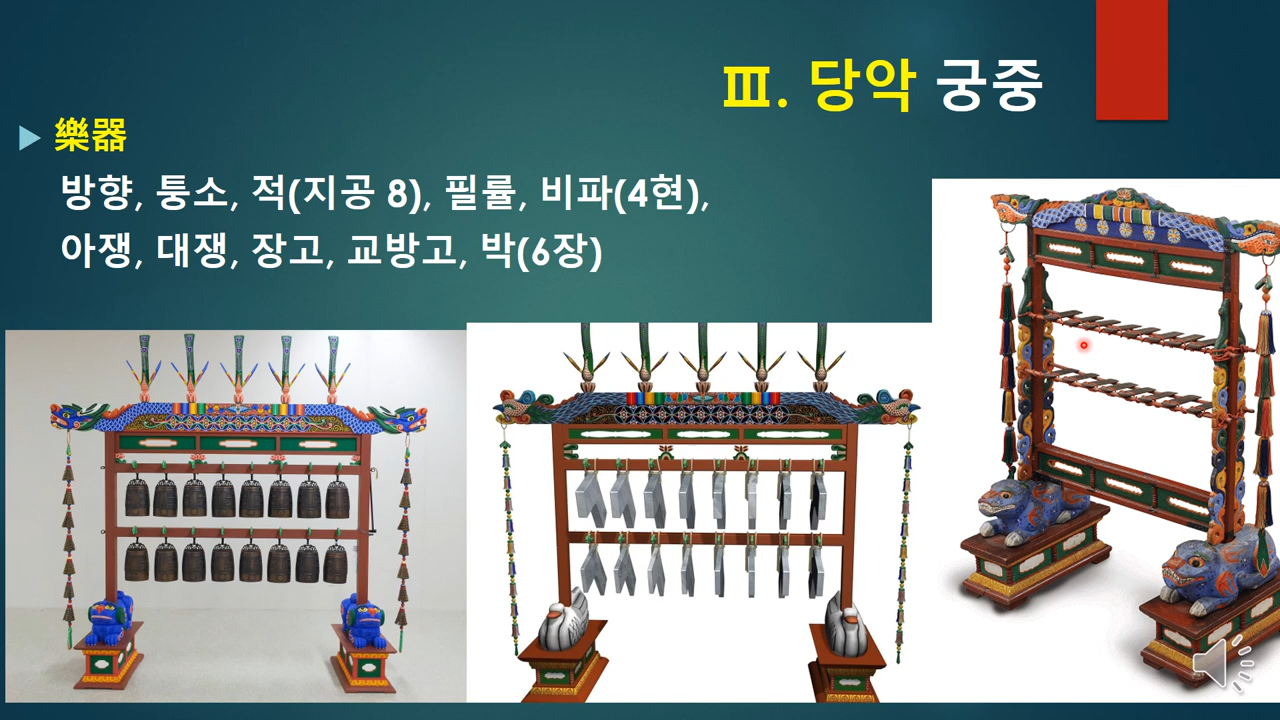 Ⅲ. 당악 궁중
樂器
방향, 퉁소, 적(지공 8), 필률, 비파(4현),
아쟁, 대쟁, 장고, 교방고, 박(6장)